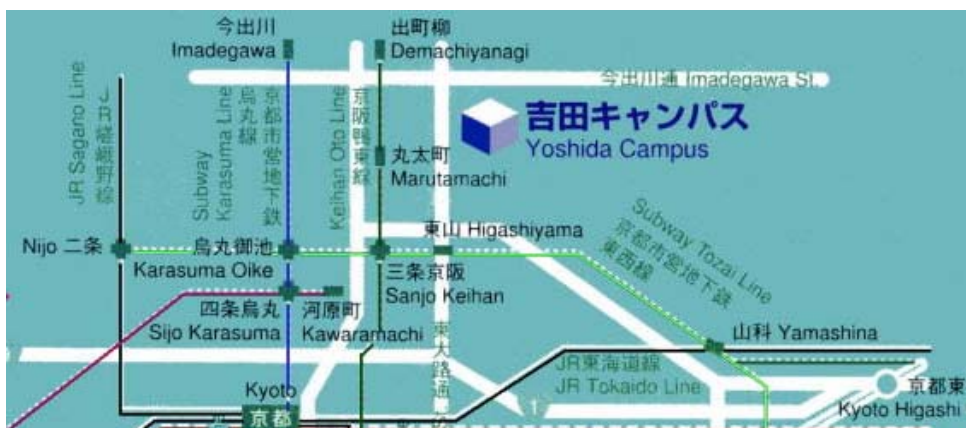 今出川
Imadegawa
出町柳
Demachiyanagi
今出川通 Imadegawa St.
JR Sagano Line
JR嵯峨野線
Subway
Karasuma Line
烏丸線
京都市営地下鉄
Keihan Oto Line
京阪鴨東線
吉田キャンパス
Yoshida Campus
丸太町
Marutamachi
東山 Higashiyama
Subway Tozai Line
京都市営地下鉄
東西線
Nijo 二条
烏丸御池
Karasuma Oike
三条京阪
Sanjo Keihan
四条烏丸
Sijo Karasuma
河原町
Kawaramachi
東大路通
山科 Yamashina
JR東海道線
JR Tokaido Line
Kyoto
京都
1
京都東
Kyoto Higashi